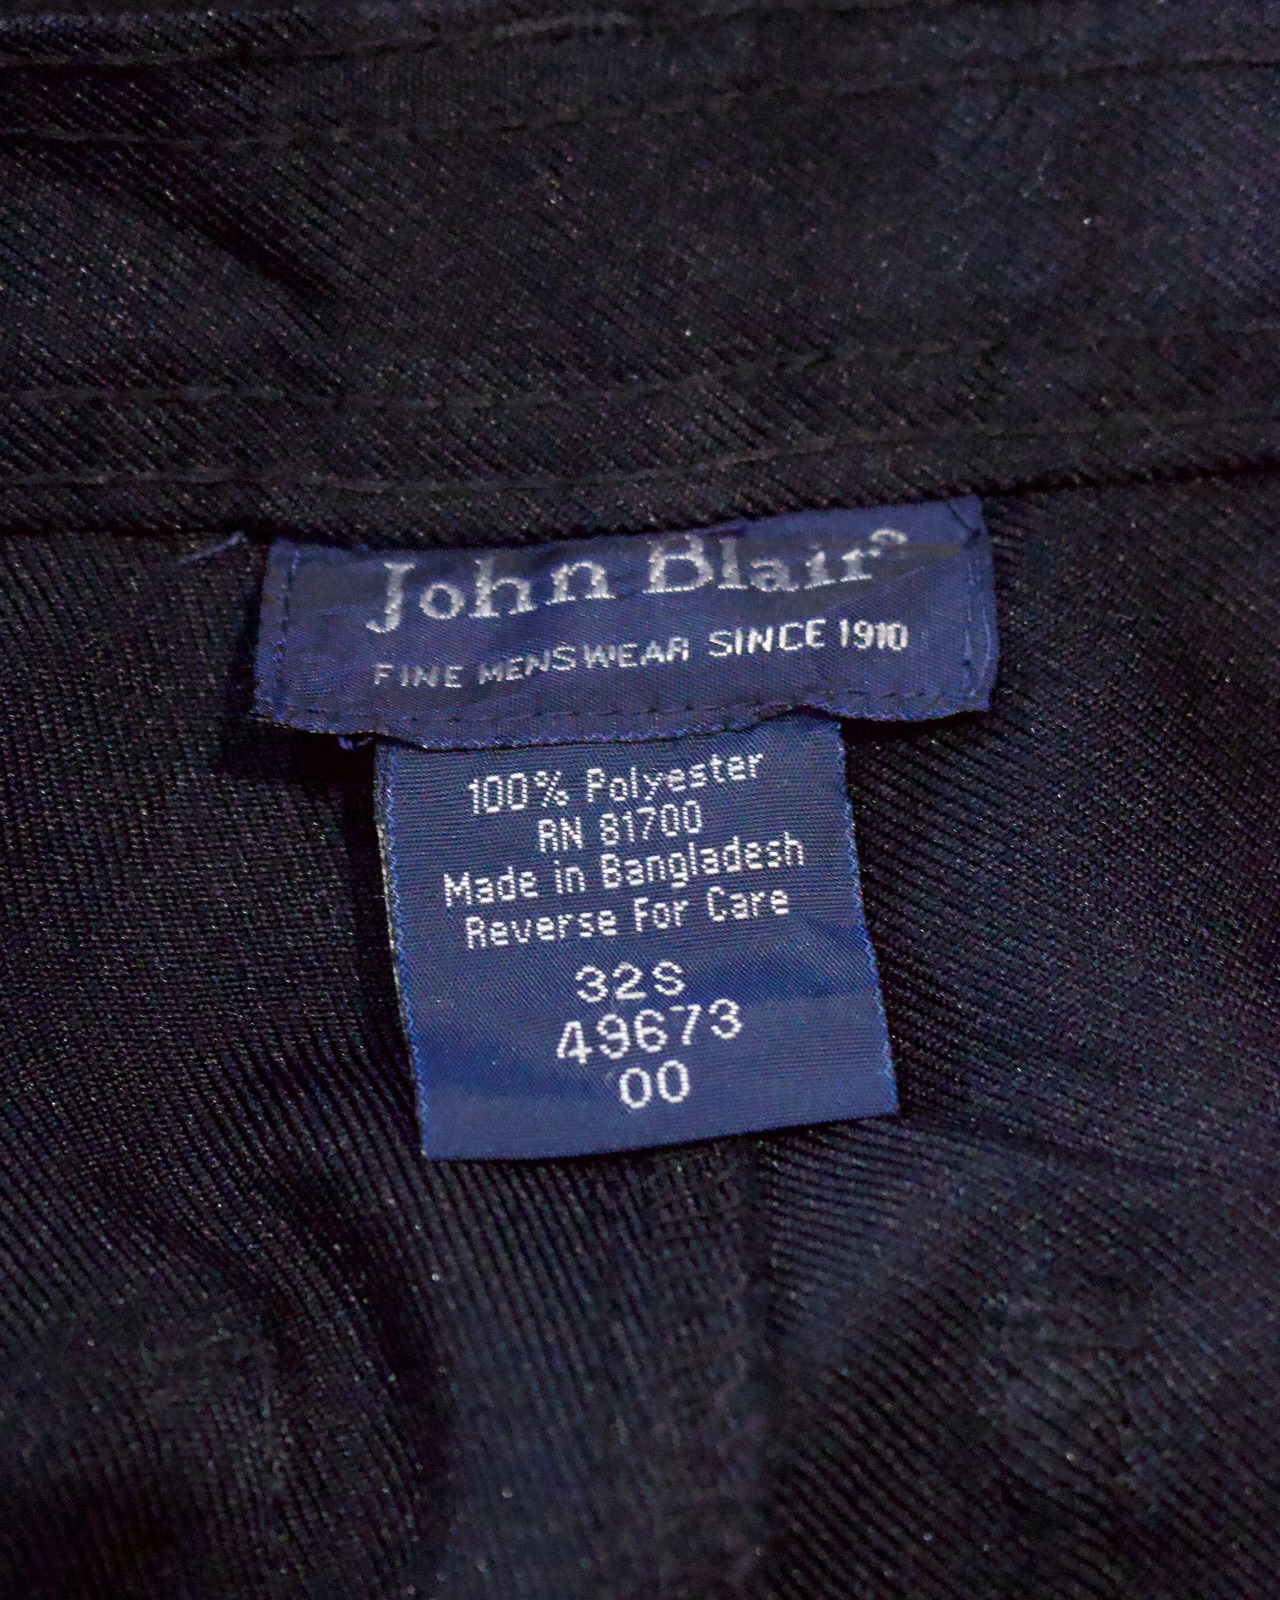 John Blair®
FINE MENSWEAR SINCE 1910
100% Polyester
RN 81700
Made in Bangladesh
Reverse For Care
32S
49673
00